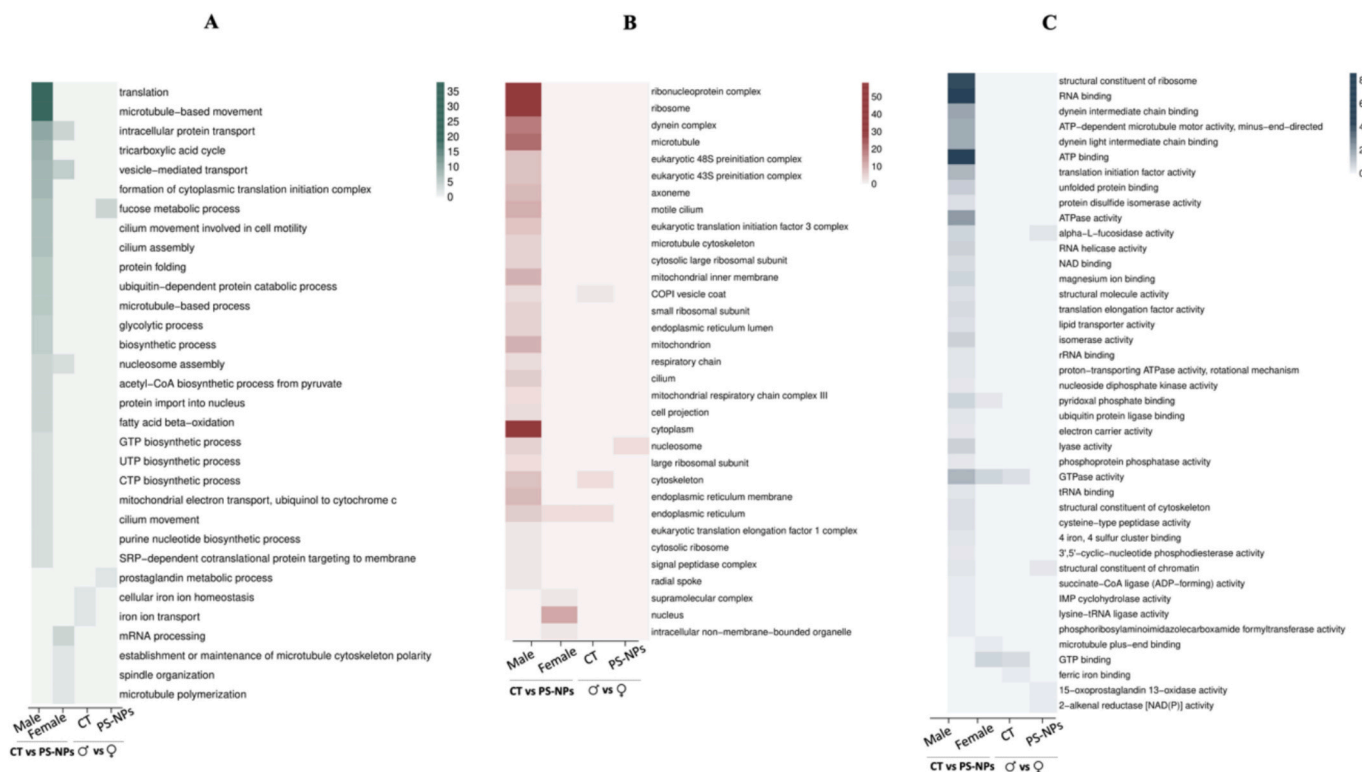 A
B
C
translation
microtubule-based movement
intracellular protein transport
tricarboxylic acid cycle
vesicle-mediated transport
formation of cytoplasmic translation initiation complex
fucose metabolic process
cilium movement involved in cell motility
cilium assembly
protein folding
ubiquitin-dependent protein catabolic process
microtubule-based process
glycolytic process
biosynthetic process
nucleosome assembly
acetyl-CoA biosynthetic process from pyruvate
protein import into nucleus
fatty acid beta-oxidation
GTP biosynthetic process
UTP biosynthetic process
CTP biosynthetic process
mitochondrial electron transport, ubiquinol to cytochrome c
cilium movement
purine nucleotide biosynthetic process
SRP-dependent cotranslational protein targeting to membrane
prostaglandin metabolic process
cellular iron ion homeostasis
iron ion transport
mRNA processing
establishment or maintenance of microtubule cytoskeleton polarity
spindle organization
microtubule polymerization
35
30
25
20
15
10
5
0
Male
Female
CT
PS-NPs
CT vs PS-NPs ♂ vs ♀
ribonucleoprotein complex
ribosome
dynein complex
microtubule
eukaryotic 48S preinitiation complex
eukaryotic 43S preinitiation complex
axoneme
motile cilium
eukaryotic translation initiation factor 3 complex
microtubule cytoskeleton
cytosolic large ribosomal subunit
mitochondrial inner membrane
COPI vesicle coat
small ribosomal subunit
endoplasmic reticulum lumen
mitochondrion
respiratory chain
cilium
mitochondrial respiratory chain complex III
cell projection
cytoplasm
nucleosome
large ribosomal subunit
cytoskeleton
endoplasmic reticulum membrane
endoplasmic reticulum
eukaryotic translation elongation factor 1 complex
cytosolic ribosome
signal peptidase complex
radial spoke
supramolecular complex
nucleus
intracellular non-membrane-bounded organelle
50
40
30
20
10
0
Male
Female
CT
PS-NPs
CT vs PS-NPs ♂ vs ♀
structural constituent of ribosome
RNA binding
dynein intermediate chain binding
ATP-dependent microtubule motor activity, minus-end-directed
dynein light intermediate chain binding
ATP binding
translation initiation factor activity
unfolded protein binding
protein disulfide isomerase activity
ATPase activity
alpha-L-fucosidase activity
RNA helicase activity
NAD binding
magnesium ion binding
structural molecule activity
translation elongation factor activity
lipid transporter activity
isomerase activity
rRNA binding
proton-transporting ATPase activity, rotational mechanism
nucleoside diphosphate kinase activity
pyridoxal phosphate binding
ubiquitin protein ligase binding
electron carrier activity
lyase activity
phosphoprotein phosphatase activity
GTPase activity
tRNA binding
structural constituent of cytoskeleton
cysteine-type peptidase activity
4 iron, 4 sulfur cluster binding
3',5'-cyclic-nucleotide phosphodiesterase activity
structural constituent of chromatin
succinate-CoA ligase (ADP-forming) activity
IMP cyclohydrolase activity
lysine-tRNA ligase activity
phosphoribosylaminoimidazolecarboxamide formyltransferase activity
microtubule plus-end binding
GTP binding
ferric iron binding
15-oxoprostaglandin 13-oxidase activity
2-alkenal reductase [NAD(P)] activity
Male
Female
CT
PS-NPs
CT vs PS-NPs ♂ vs ♀